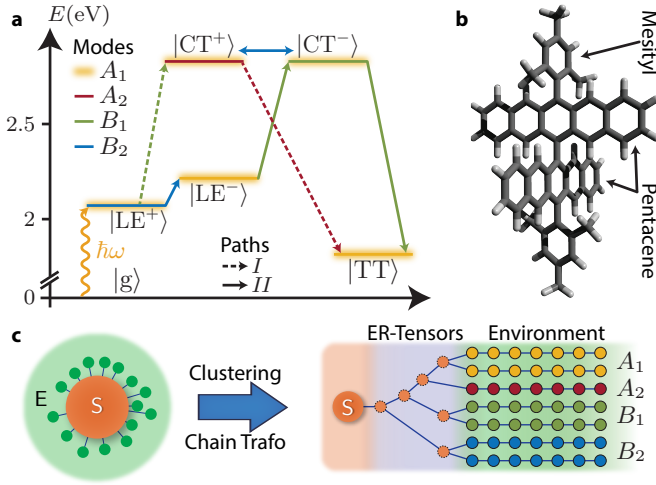 a
E(eV)
2.5
2
0
Modes
A₁
A₂
B₁
B₂
|CT⁺⟩
|CT⁻⟩
|LE⁺⟩
|LE⁻⟩
|TT⟩
ħω
|g⟩
Paths
I
II
b
Mesityl
Pentacene
c
E
S
Clustering
Chain Trafo
ER-Tensors
Environment
S
A₁
A₂
B₁
B₂